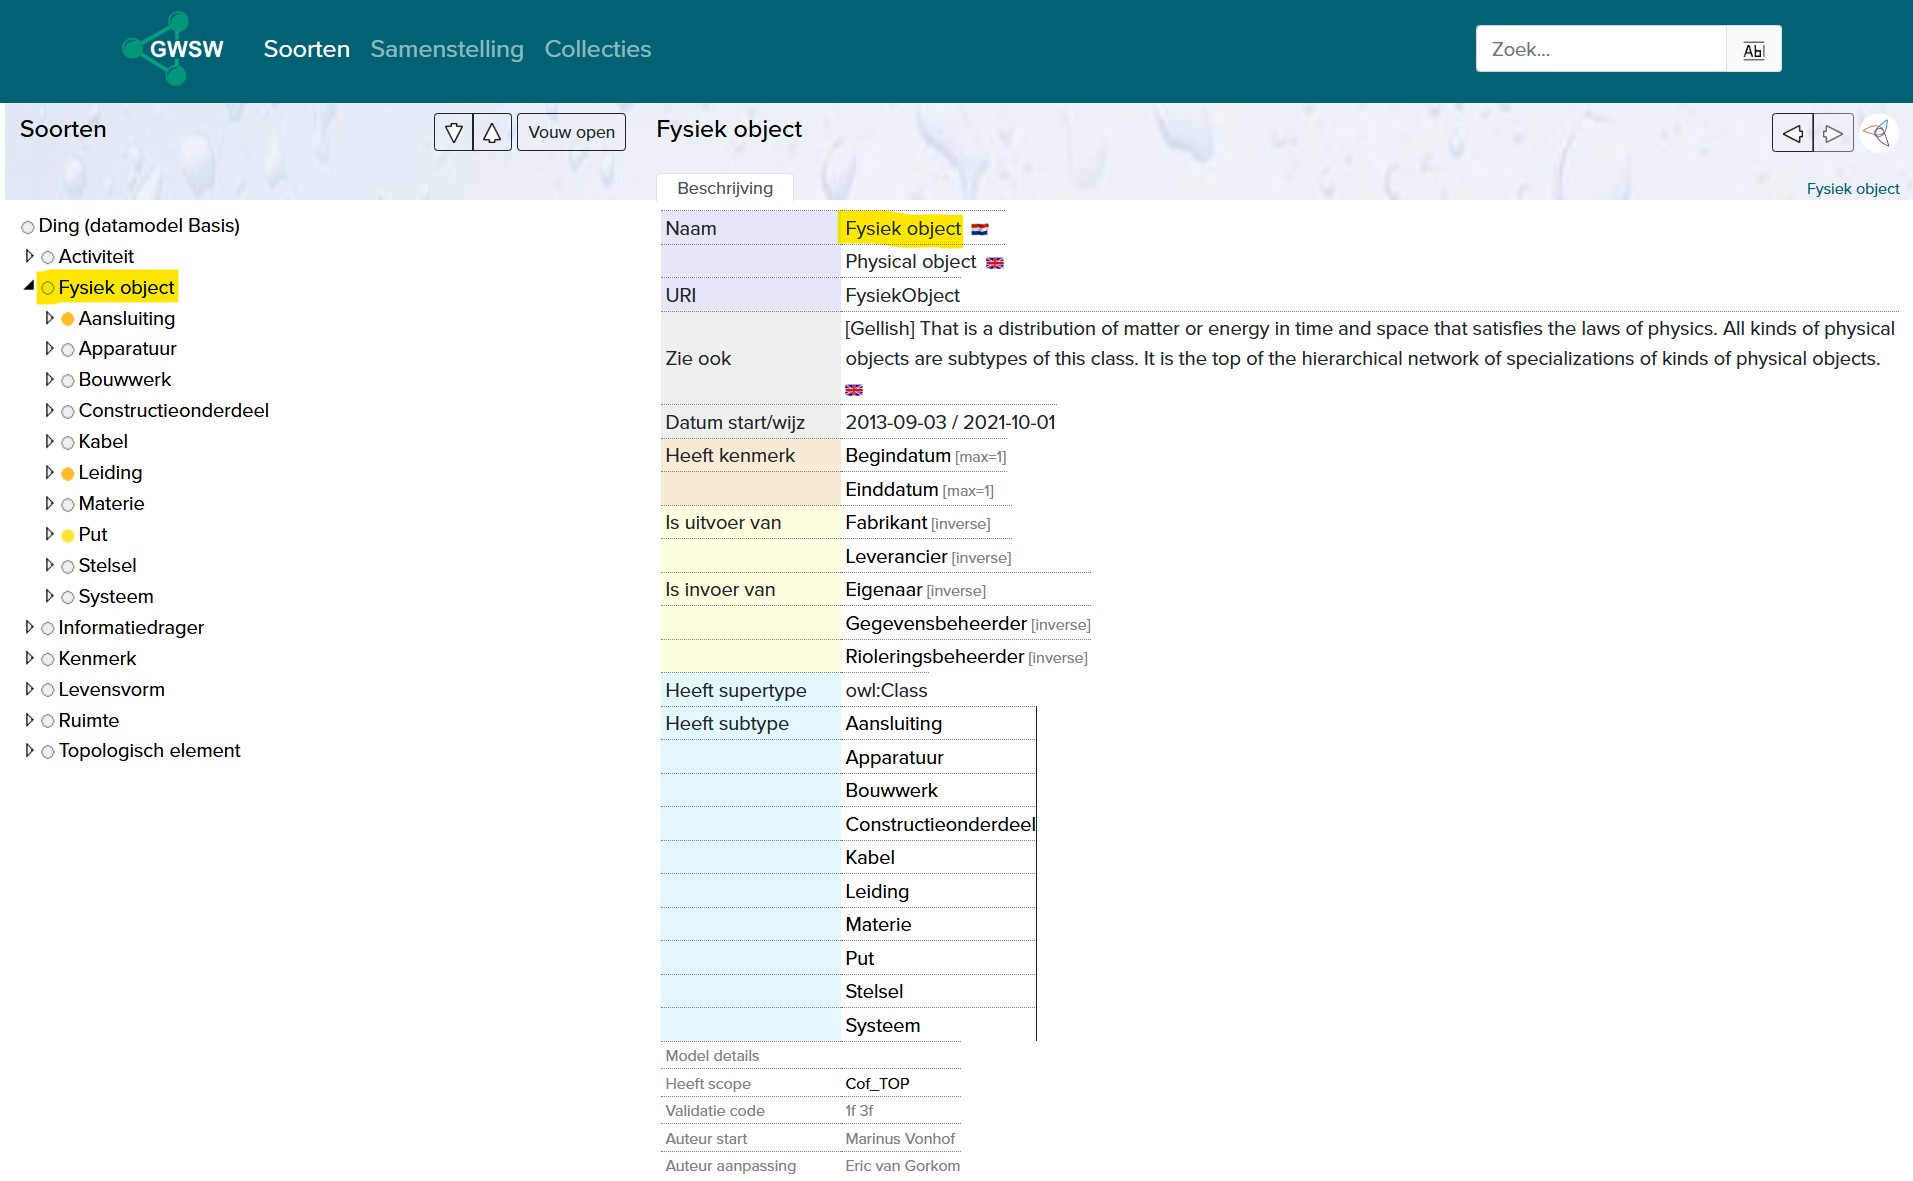 GWSW Soorten Samenstelling Collecties Zoek... Ab
Soorten
Vouw open
Ding (datamodel Basis)
Activiteit
Fysiek object
Aansluiting
Apparatuur
Bouwwerk
Constructieonderdeel
Kabel
Leiding
Materie
Put
Stelsel
Systeem
Informatiedrager
Kenmerk
Levensvorm
Ruimte
Topologisch element
Fysiek object
Beschrijving
Fysiek object
Naam Fysiek object
Physical object
URI FysiekObject
Zie ook [Gellish] That is a distribution of matter or energy in time and space that satisfies the laws of physics. All kinds of physical
objects are subtypes of this class. It is the top of the hierarchical network of specializations of kinds of physical objects.
Datum start/wijz 2013-09-03 / 2021-10-01
Heeft kenmerk Begindatum [max=1]
Einddatum [max=1]
Is uitvoer van Fabrikant [inverse]
Leverancier [inverse]
Is invoer van Eigenaar [inverse]
Gegevensbeheerder [inverse]
Rioleringsbeheerder [inverse]
Heeft supertype owl:Class
Heeft subtype Aansluiting
Apparatuur
Bouwwerk
Constructieonderdeel
Kabel
Leiding
Materie
Put
Stelsel
Systeem
Model details
Heeft scope Cof_TOP
Validatie code 1f 3f
Auteur start Marinus Vonhof
Auteur aanpassing Eric van Gorkom